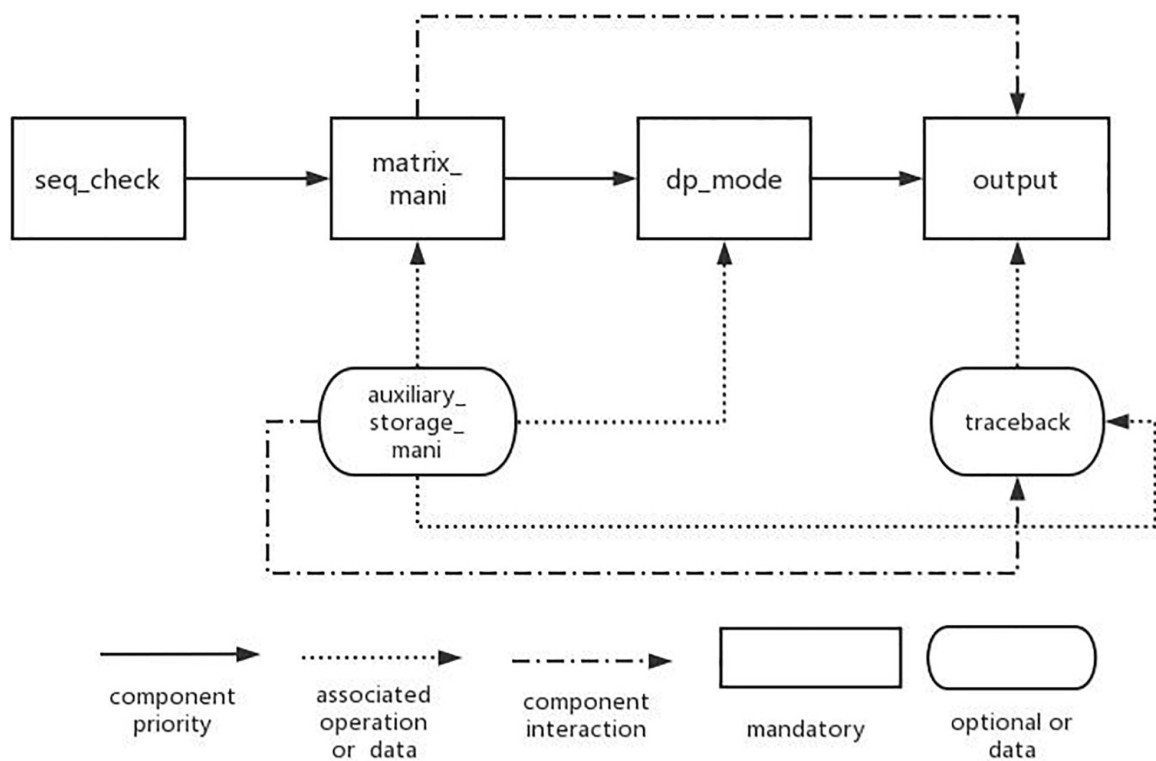 seq_check
matrix_
mani
dp_mode
output
auxiliary_
storage_
mani
traceback
component
priority
associated
operation
or data
component
interaction
mandatory
optional or
data